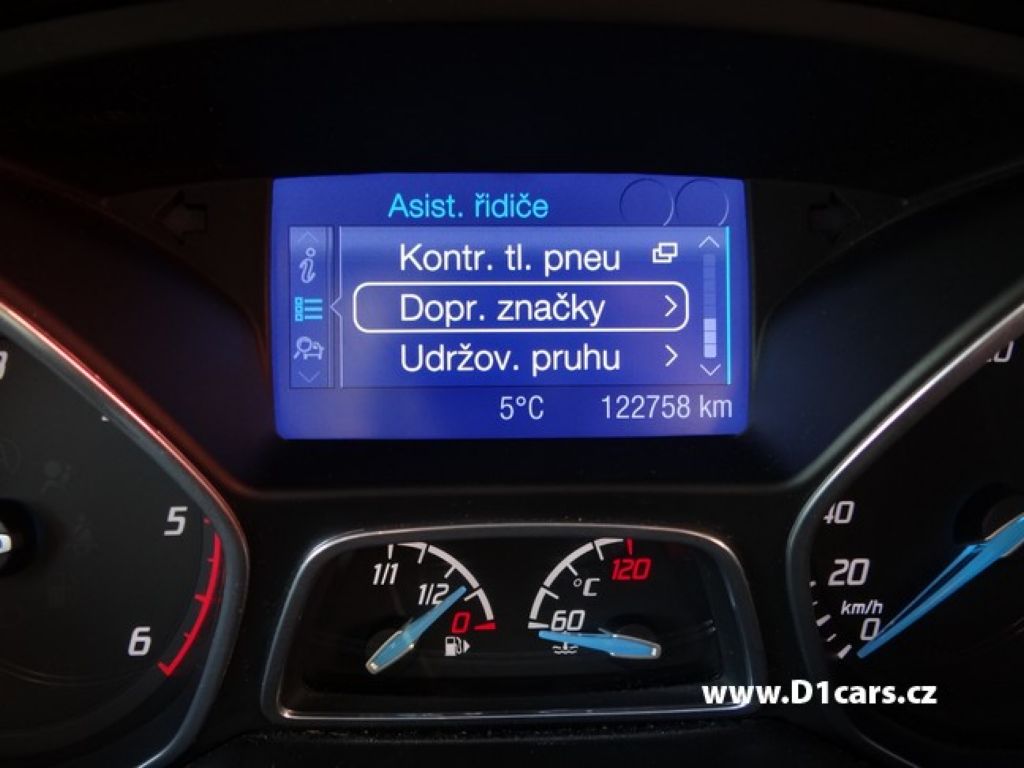 Asist. řidiče
Kontr. tl. pneu
Dopr. značky
Udržov. pruhu
5°C 122758 km
5
6
1/1
1/2
0
°C
120
60
40
20
km/h
0
www.D1cars.cz